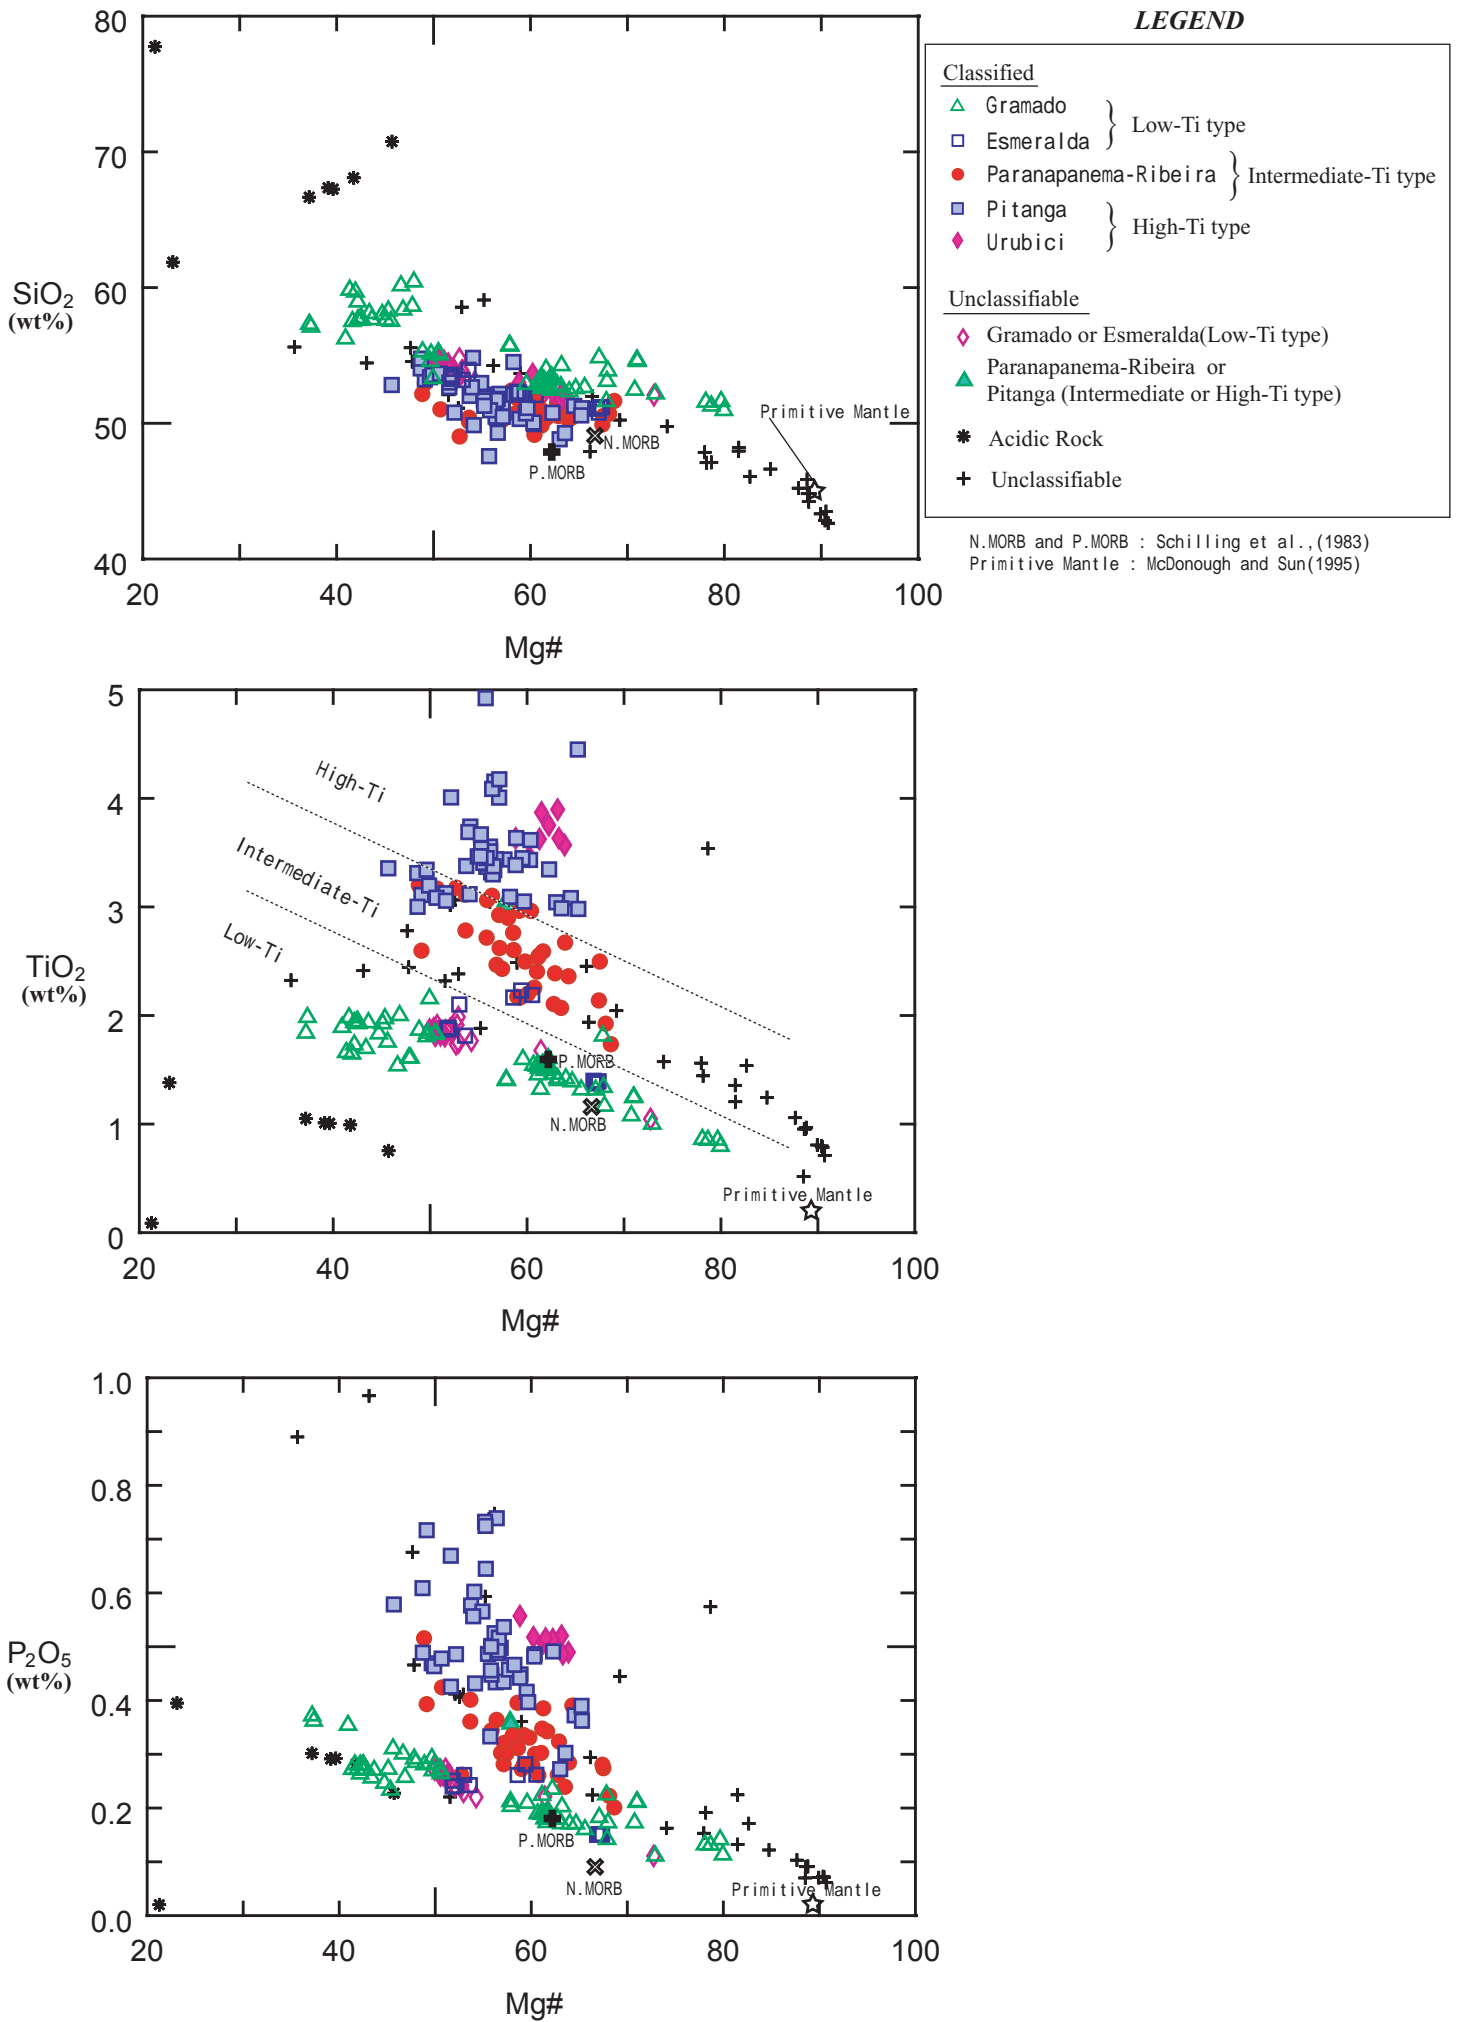 LEGEND
Classified
Gramado
Esmeralda
Low-Ti type
Paranapanema-Ribeira
Intermediate-Ti type
Pitanga
Urubici
High-Ti type
Unclassifiable
Gramado or Esmeralda(Low-Ti type)
Paranapanema-Ribeira or
Pitanga (Intermediate or High-Ti type)
Acidic Rock
Unclassifiable
N.MORB and P.MORB : Schilling et al.,(1983)
Primitive Mantle : McDonough and Sun(1995)
80
70
60
50
40
SiO2
(wt%)
Primitive Mantle
N.MORB
P.MORB
20 40 60 80 100
Mg#
5
4
3
2
1
0
TiO2
(wt%)
High-Ti
Intermediate-Ti
Low-Ti
P.MORB
N.MORB
Primitive Mantle
20 40 60 80 100
Mg#
1.0
0.8
0.6
0.4
0.2
0.0
P2O5
(wt%)
P.MORB
N.MORB
Primitive Mantle
20 40 60 80 100
Mg#